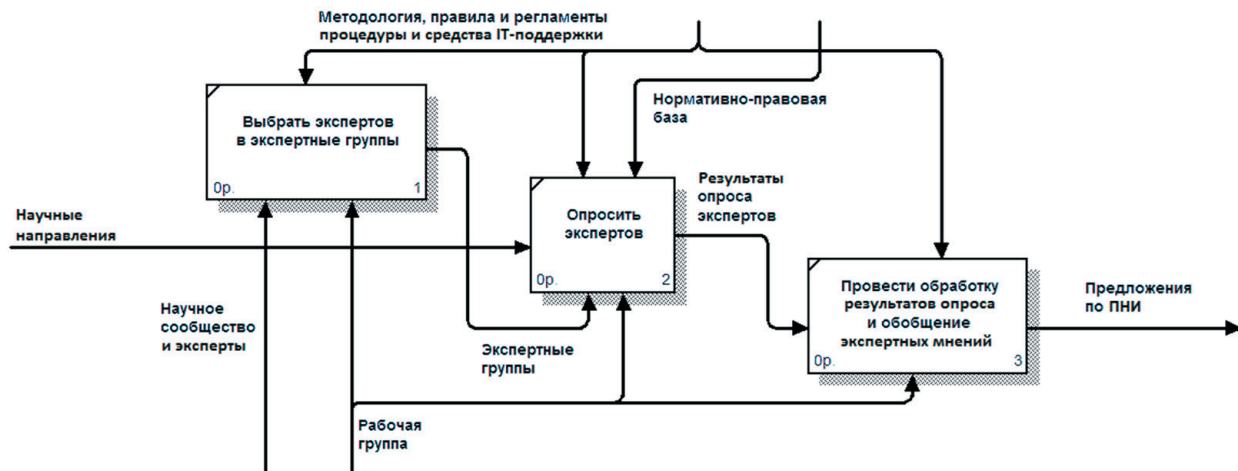 Методология, правила и регламенты
процедуры и средства IT-поддержки
Выбрать экспертов
в экспертные группы
0р.
1
Нормативно-правовая
база
Научные
направления
Опросить
экспертов
0р.
2
Результаты
опроса
экспертов
Провести обработку
результатов опроса
и обобщение
экспертных мнений
0р.
3
Предложения
по ПНИ
Научное
сообщество
и эксперты
Экспертные
группы
Рабочая
группа